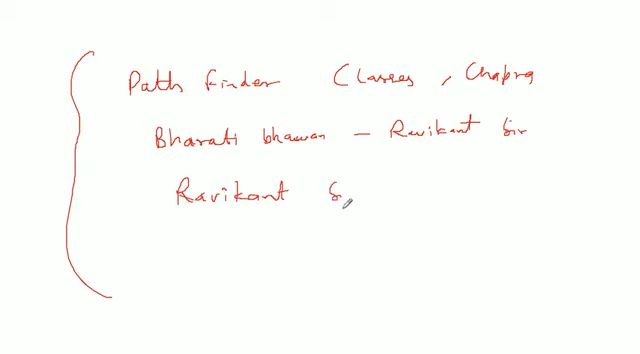 Path Finder Classes, Chapra
Bharati bhawan - Ravikant Sir
Ravikant S